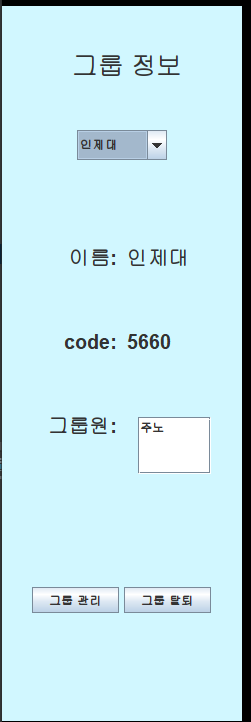 그룹 정보
인제대
이름: 인제대
code: 5660
그룹원: 주노
그룹 관리 그룹 탈퇴